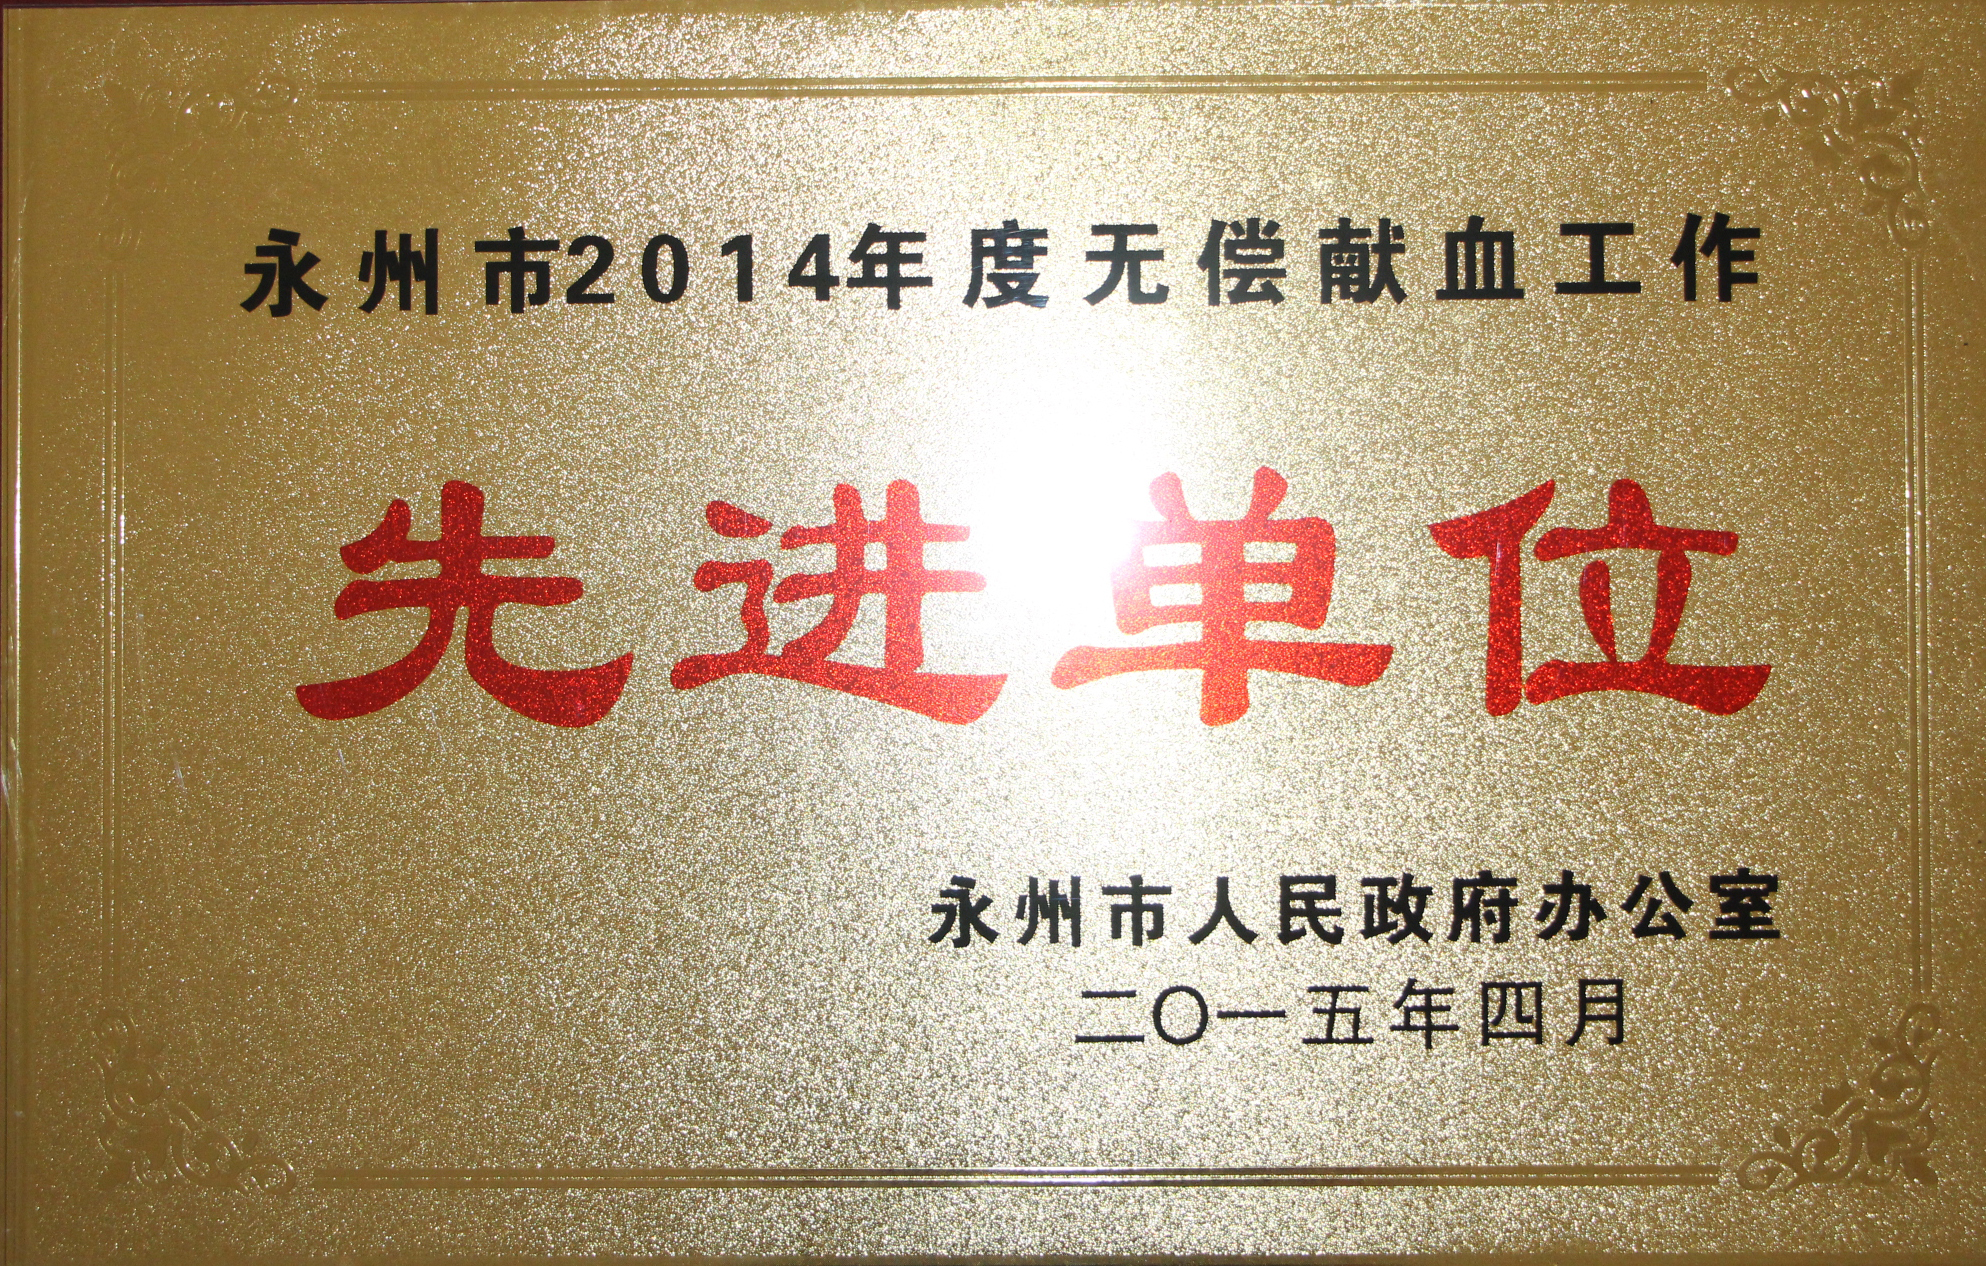 永州市2014年度无偿献血工作
先进单位
永州市人民政府办公室
二〇一五年四月